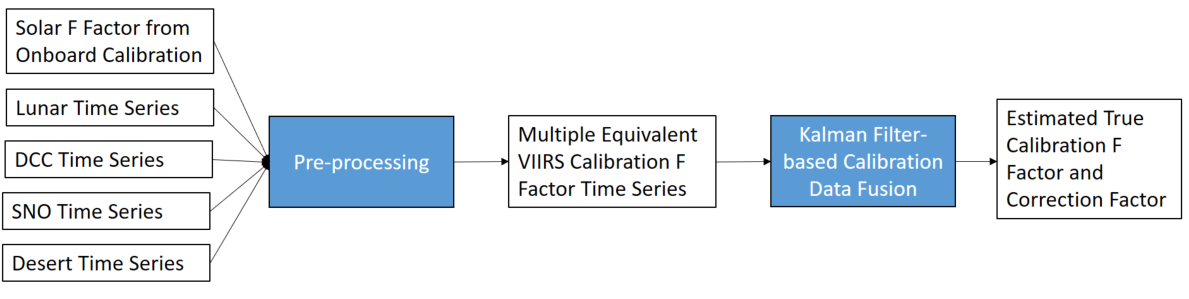 Solar F Factor from
Onboard Calibration
Lunar Time Series
DCC Time Series
SNO Time Series
Desert Time Series
Pre-processing
Multiple Equivalent
VIIRS Calibration F
Factor Time Series
Kalman Filter-
based Calibration
Data Fusion
Estimated True
Calibration F
Factor and
Correction Factor